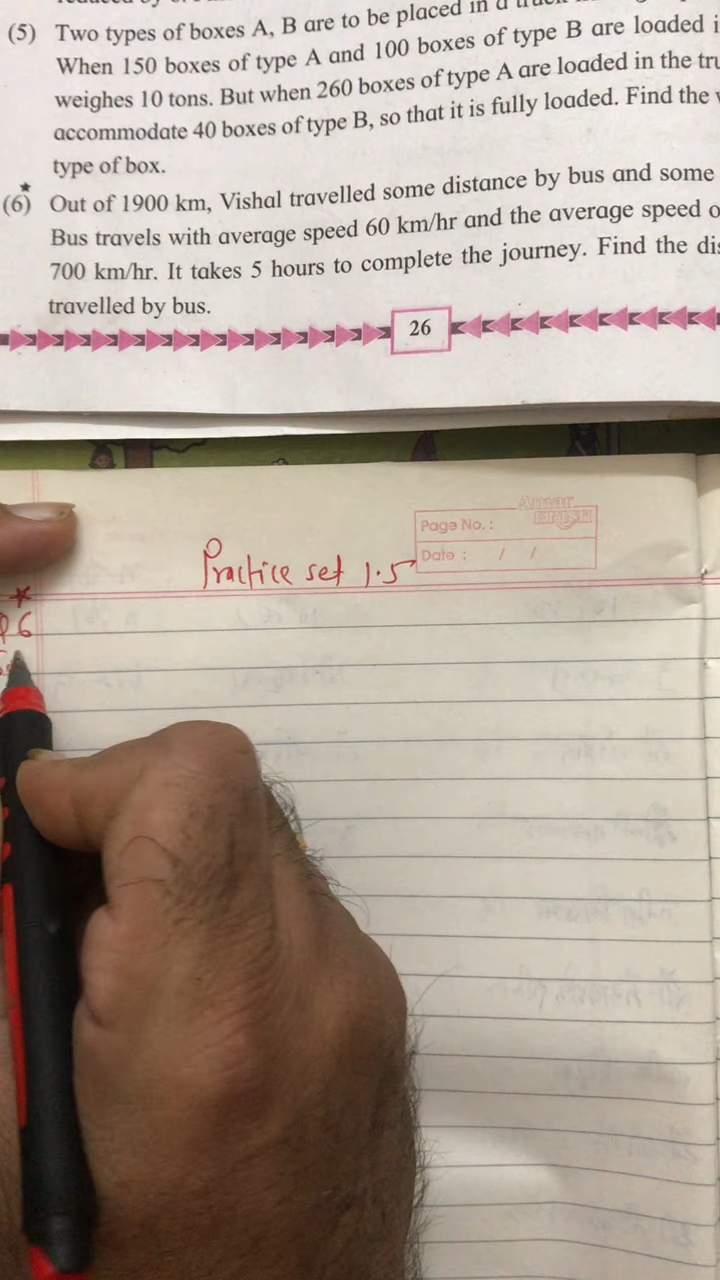 (5) Two types of boxes A, B are to be placed in a
When 150 boxes of type A and 100 boxes of type B are loaded
weighes 10 tons. But when 260 boxes of type A are loaded in the
accommodate 40 boxes of type B, so that it is fully loaded. Find the
type of box.
★
(6) Out of 1900 km, Vishal travelled some distance by bus and some
Bus travels with average speed 60 km/hr and the average speed
700 km/hr. It takes 5 hours to complete the journey. Find the
travelled by bus.
26
Amar
Page No. :
Date : / /
Practice set 1.5
*
6